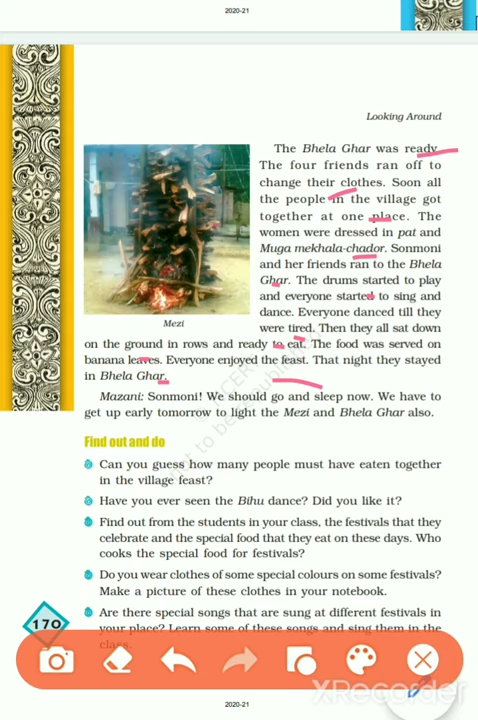 2020-21
Looking Around
The Bhela Ghar was ready.
The four friends ran off to
change their clothes. Soon all
the people in the village got
together at one place. The
women were dressed in pat and
Muga mekhala-chador. Sonmoni
and her friends ran to the Bhela
Ghar. The drums started to play
and everyone started to sing and
dance. Everyone danced till they
were tired. Then they all sat down
Mezi
on the ground in rows and ready to eat. The food was served on
banana leaves. Everyone enjoyed the feast. That night they stayed
in Bhela Ghar.
Mazani: Sonmoni! We should go and sleep now. We have to
get up early tomorrow to light the Mezi and Bhela Ghar also.
Find out and do
Can you guess how many people must have eaten together
in the village feast?
Have you ever seen the Bihu dance? Did you like it?
Find out from the students in your class, the festivals that they
celebrate and the special food that they eat on these days. Who
cooks the special food for festivals?
Do you wear clothes of some special colours on some festivals?
Make a picture of these clothes in your notebook.
Are there special songs that are sung at different festivals in
your place? Learn some of these songs and sing them in the
class.
170
XRecorder
2020-21